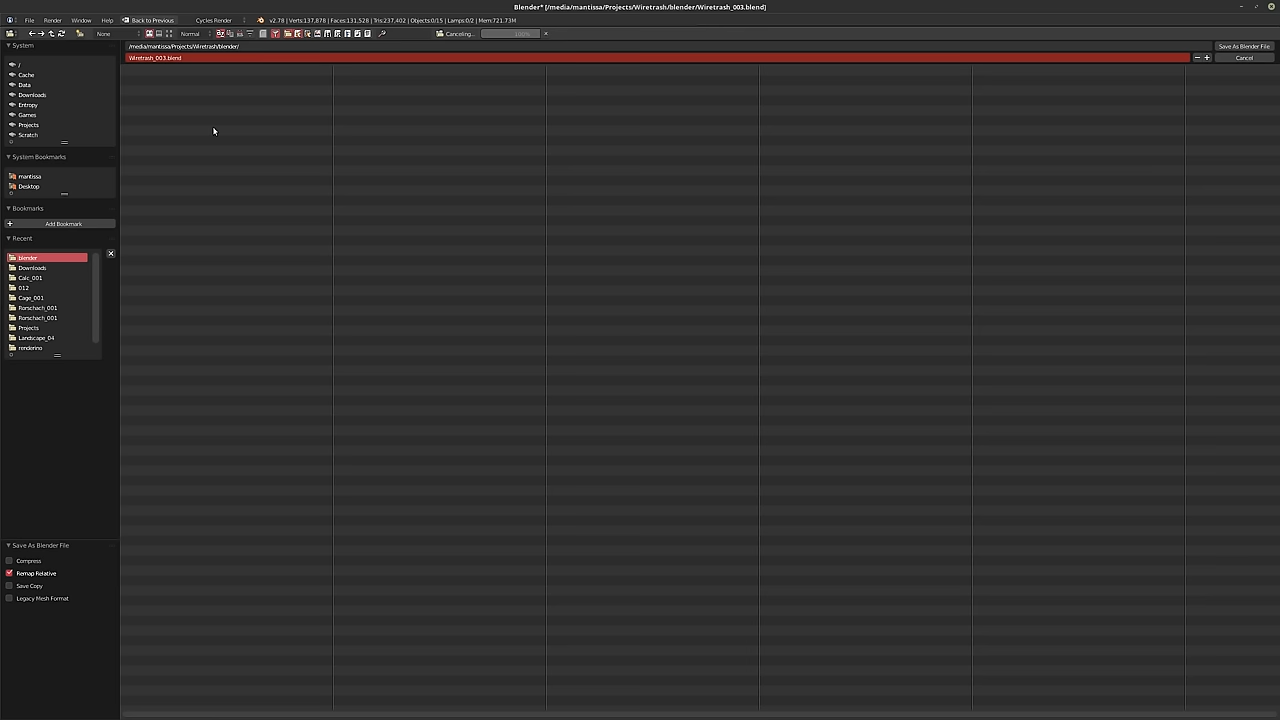 Blender* [/media/mantissa/Projects/Wiretrash/blender/Wiretrash_003.blend]
File Render Window Help Back to Previous Cycles Render v2.78 | Verts:137,878 | Faces:131,528 | Tris:237,402 | Objects:0/15 | Lamps:0/2 | Mem:721.73M
None Normal Canceling... 100%
System
/media/mantissa/Projects/Wiretrash/blender/ Save As Blender File
Wiretrash_003.blend Cancel
/
Cache
Data
Downloads
Entropy
Games
Projects
Scratch
System Bookmarks
mantissa
Desktop
Bookmarks
Add Bookmark
Recent
blender
Downloads
Calc_001
012
Cage_001
Rorschach_001
Rorschach_001
Projects
Landscape_04
renderino
Save As Blender File
Compress
Remap Relative
Save Copy
Legacy Mesh Format